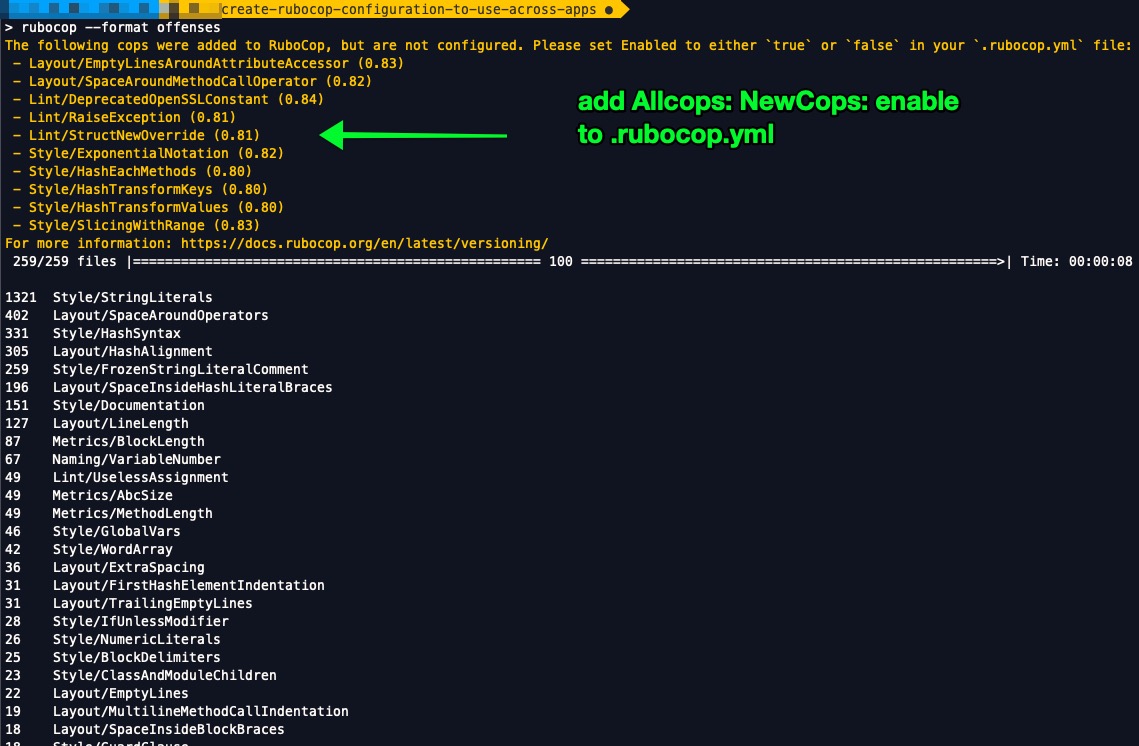 create-rubocop-configuration-to-use-across-apps ●
> rubocop --format offenses
The following cops were added to RuboCop, but are not configured. Please set Enabled to either `true` or `false` in your `.rubocop.yml` file:
- Layout/EmptyLinesAroundAttributeAccessor (0.83)
- Layout/SpaceAroundMethodCallOperator (0.82)
- Lint/DeprecatedOpenSSLConstant (0.84)
- Lint/RaiseException (0.81)
- Lint/StructNewOverride (0.81)
- Style/ExponentialNotation (0.82)
- Style/HashEachMethods (0.80)
- Style/HashTransformKeys (0.80)
- Style/HashTransformValues (0.80)
- Style/SlicingWithRange (0.83)
add Allcops: NewCops: enable
to .rubocop.yml
For more information: https://docs.rubocop.org/en/latest/versioning/
259/259 files |=================================================== 100 ====================================================>| Time: 00:00:08
1321 Style/StringLiterals
402 Layout/SpaceAroundOperators
331 Style/HashSyntax
305 Layout/HashAlignment
259 Style/FrozenStringLiteralComment
196 Layout/SpaceInsideHashLiteralBraces
151 Style/Documentation
127 Layout/LineLength
87 Metrics/BlockLength
67 Naming/VariableNumber
49 Lint/UselessAssignment
49 Metrics/AbcSize
49 Metrics/MethodLength
46 Style/GlobalVars
42 Style/WordArray
36 Layout/ExtraSpacing
31 Layout/FirstHashElementIndentation
31 Layout/TrailingEmptyLines
28 Style/IfUnlessModifier
26 Style/NumericLiterals
25 Style/BlockDelimiters
23 Style/ClassAndModuleChildren
22 Layout/EmptyLines
19 Layout/MultilineMethodCallIndentation
18 Layout/SpaceInsideBlockBraces
18 Style/GuardClause